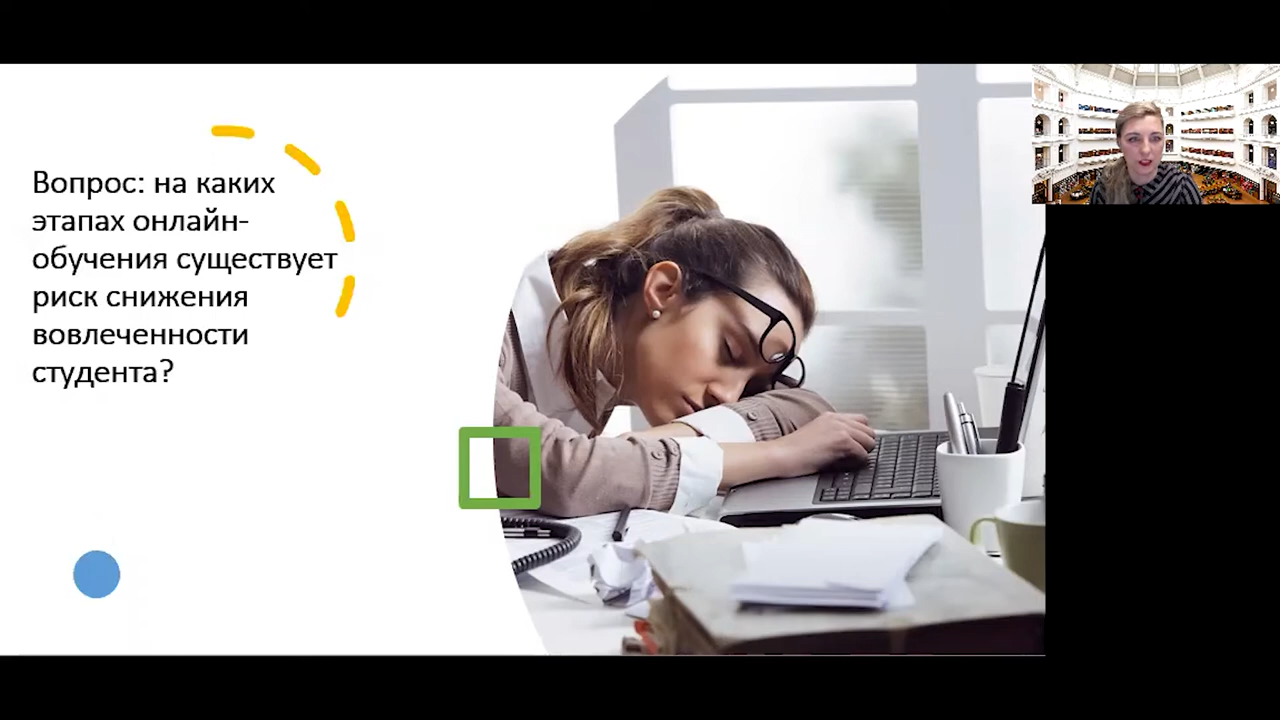 Вопрос: на каких
этапах онлайн-
обучения существует
риск снижения
вовлеченности
студента?